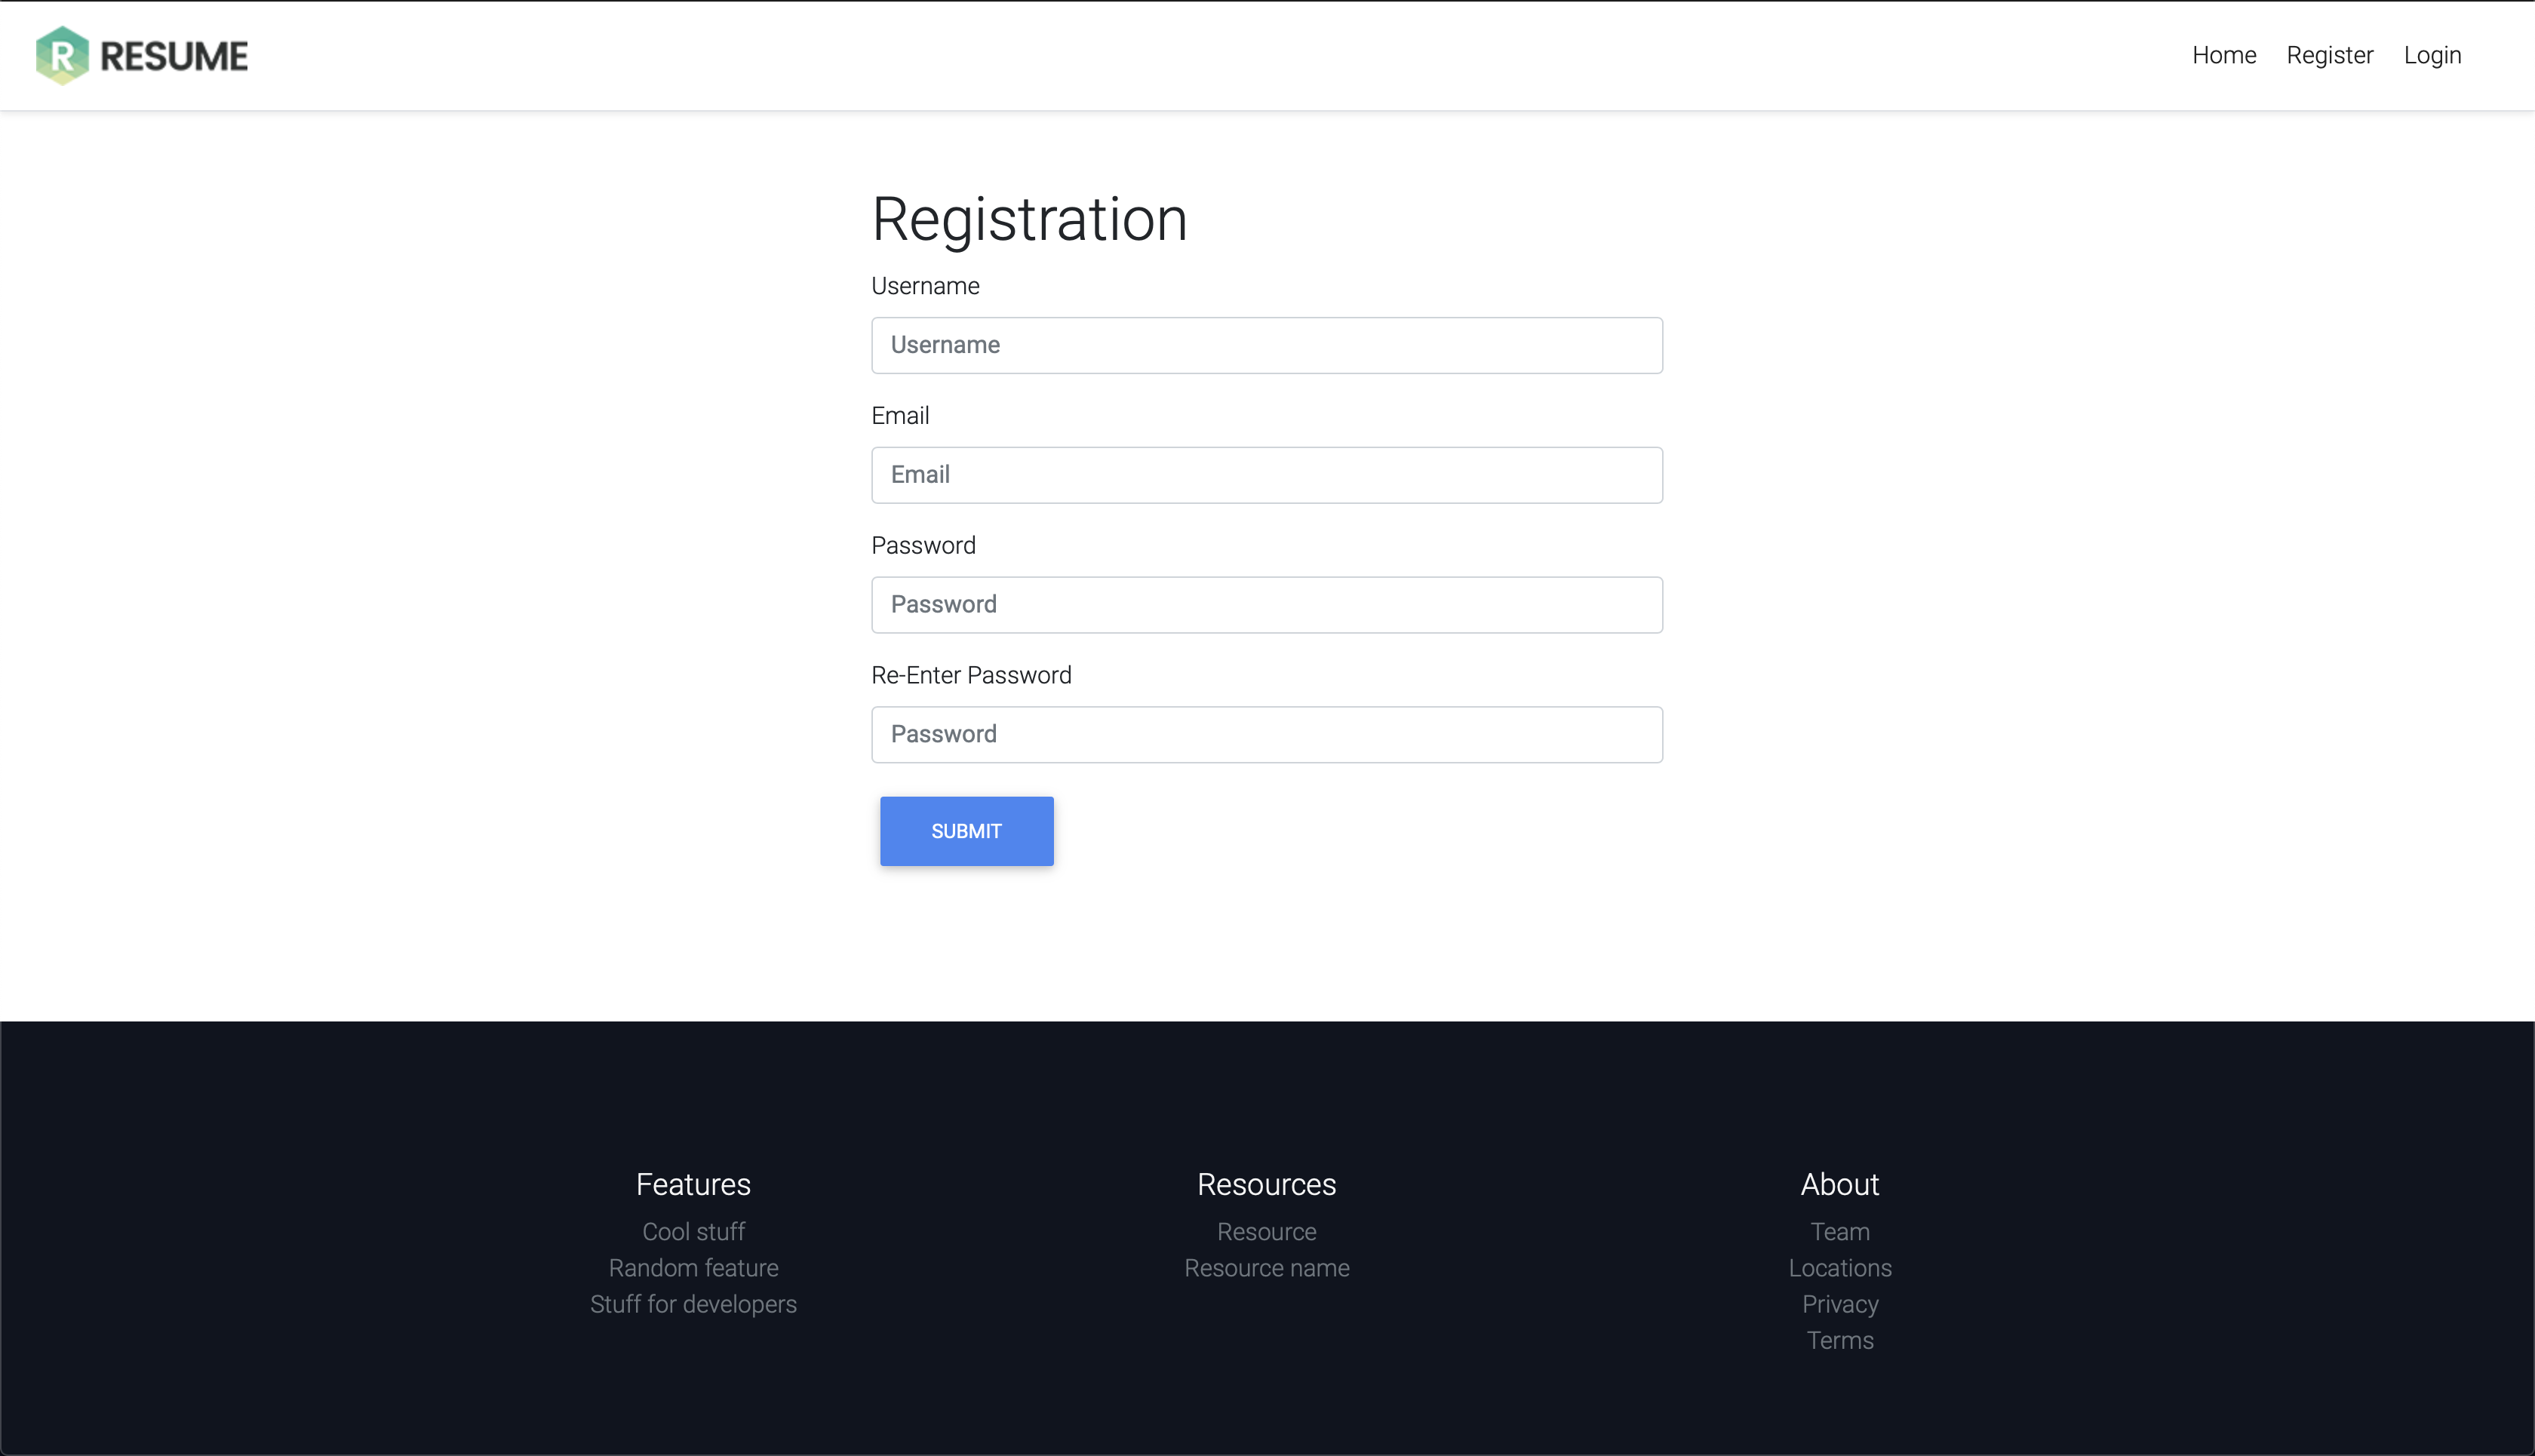 R RESUME
Home Register Login
Registration
Username
Username
Email
Email
Password
Password
Re-Enter Password
Password
SUBMIT
Features
Cool stuff
Random feature
Stuff for developers
Resources
Resource
Resource name
About
Team
Locations
Privacy
Terms